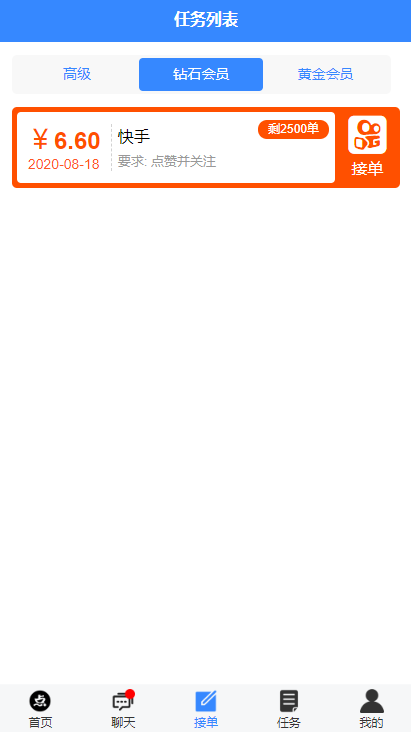 任务列表
高级
钻石会员
黄金会员
￥6.60
2020-08-18
快手
要求: 点赞并关注
剩2500单
接单
点
首页
聊天
接单
任务
我的